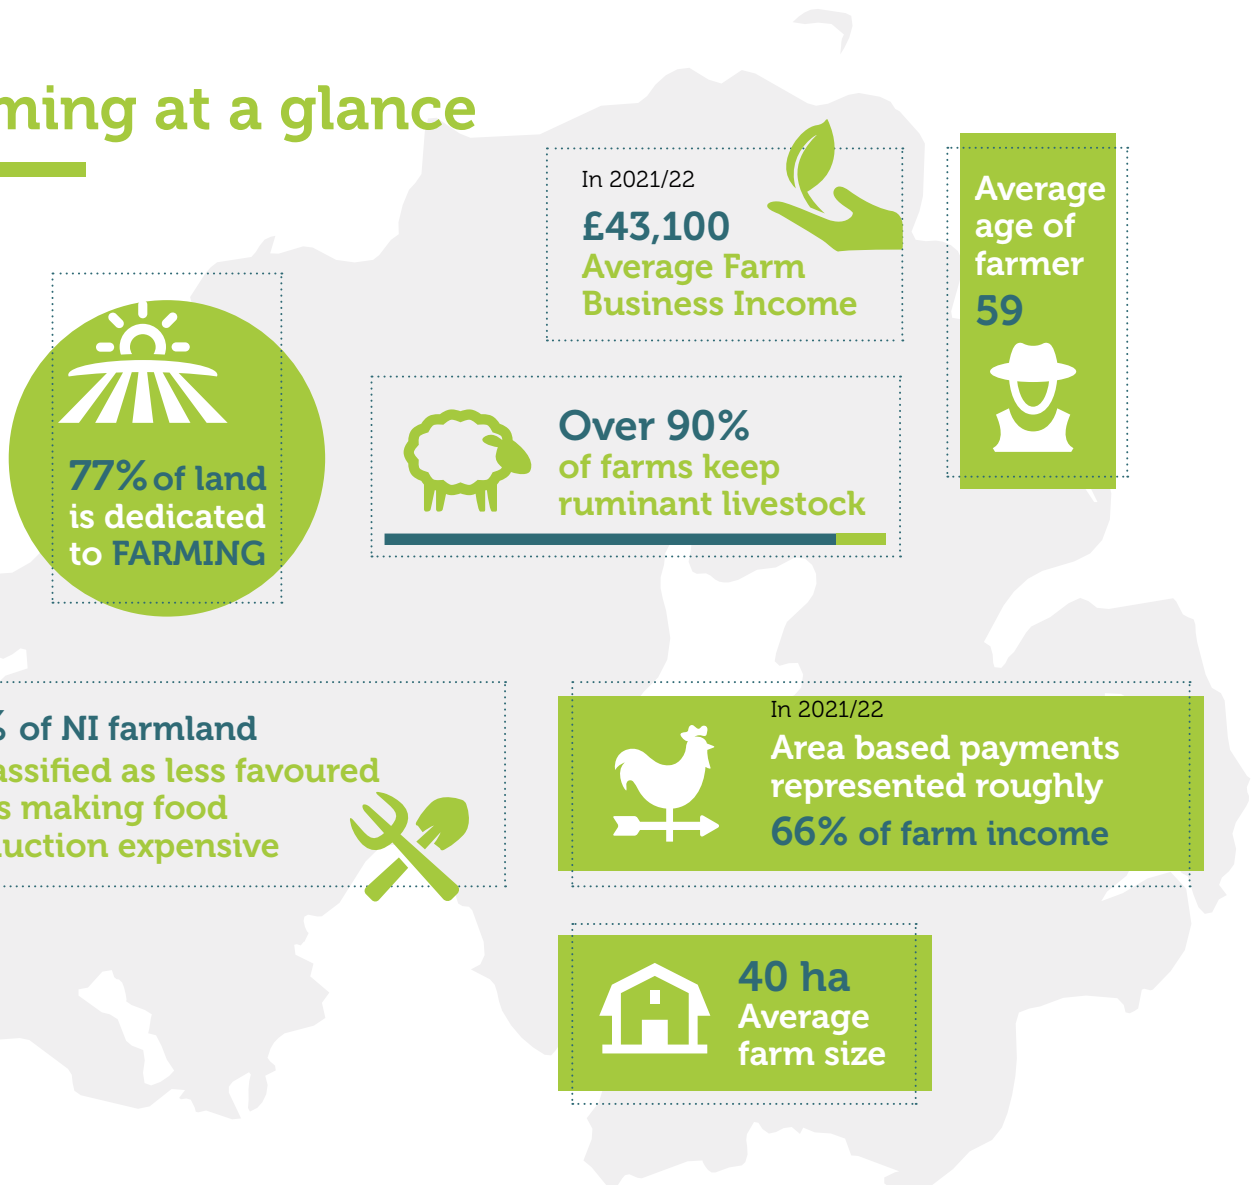 ming at a glance
In 2021/22
£43,100
Average Farm
Business Income
Average
age of
farmer
59
77% of land
is dedicated
to FARMING
Over 90%
of farms keep
ruminant livestock
% of NI farmland
assified as less favoured
s making food
uction expensive
In 2021/22
Area based payments
represented roughly
66% of farm income
40 ha
Average
farm size